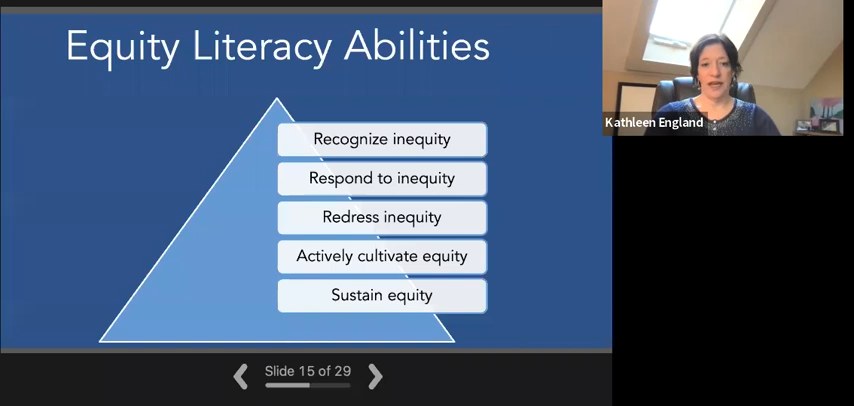 Equity Literacy Abilities
Recognize inequity
Respond to inequity
Redress inequity
Actively cultivate equity
Sustain equity
Slide 15 of 29
Kathleen England